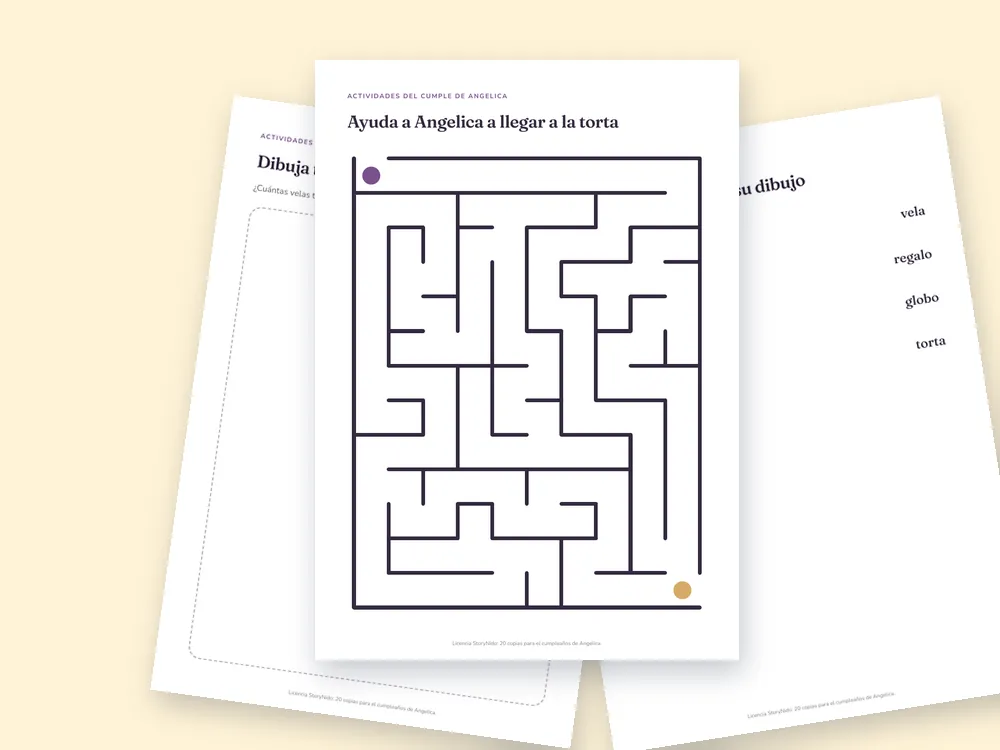 ACTIVIDADES DEL CUMPLE DE ANGELICA
Ayuda a Angelica a llegar a la torta
Licencia StoryNido: 20 copias para el cumpleaños de Angelica
ACTIVIDADES
Dibuja
¿Cuántas velas
Licencia StoryNido: 20 copias para el cumpleaños de Angelica
su dibujo
vela
regalo
globo
torta
Licencia StoryNido: 20 copias para el cumpleaños de Angelica